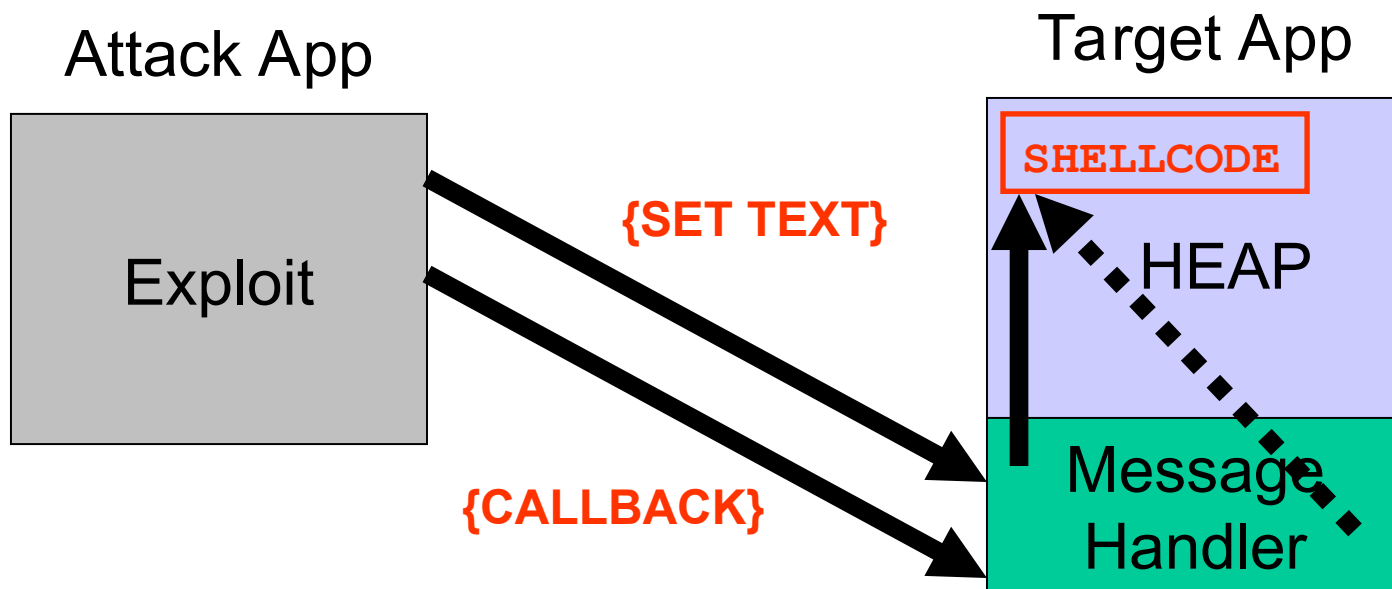 Attack App
Target App
Exploit
{SET TEXT}
{CALLBACK}
SHELLCODE
HEAP
Message
Handler